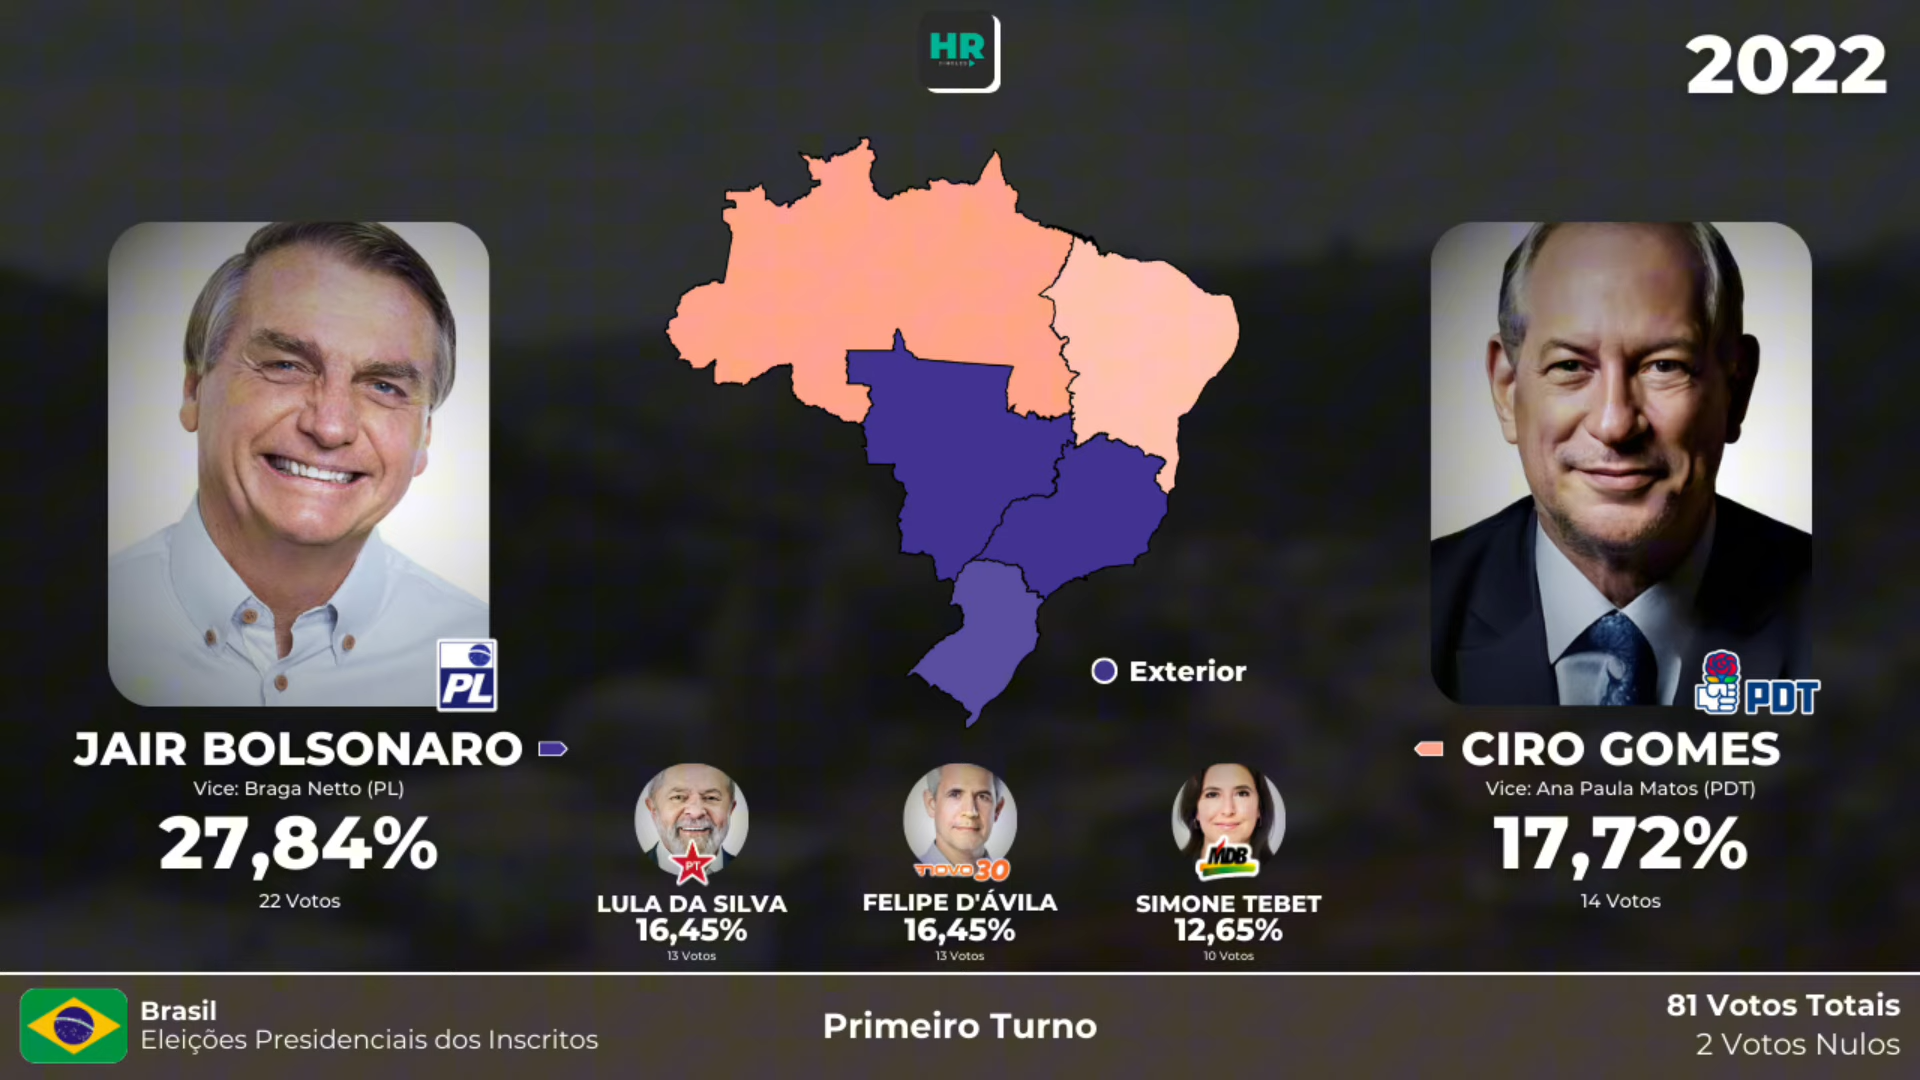 HR
2022
Exterior
PL
JAIR BOLSONARO
Vice: Braga Netto (PL)
27,84%
22 Votos
PDT
CIRO GOMES
Vice: Ana Paula Matos (PDT)
17,72%
14 Votos
PT
LULA DA SILVA
16,45%
13 Votos
NOVO 30
FELIPE D'ÁVILA
16,45%
13 Votos
MDB
SIMONE TEBET
12,65%
10 Votos
Brasil
Eleições Presidenciais dos Inscritos
Primeiro Turno
81 Votos Totais
2 Votos Nulos